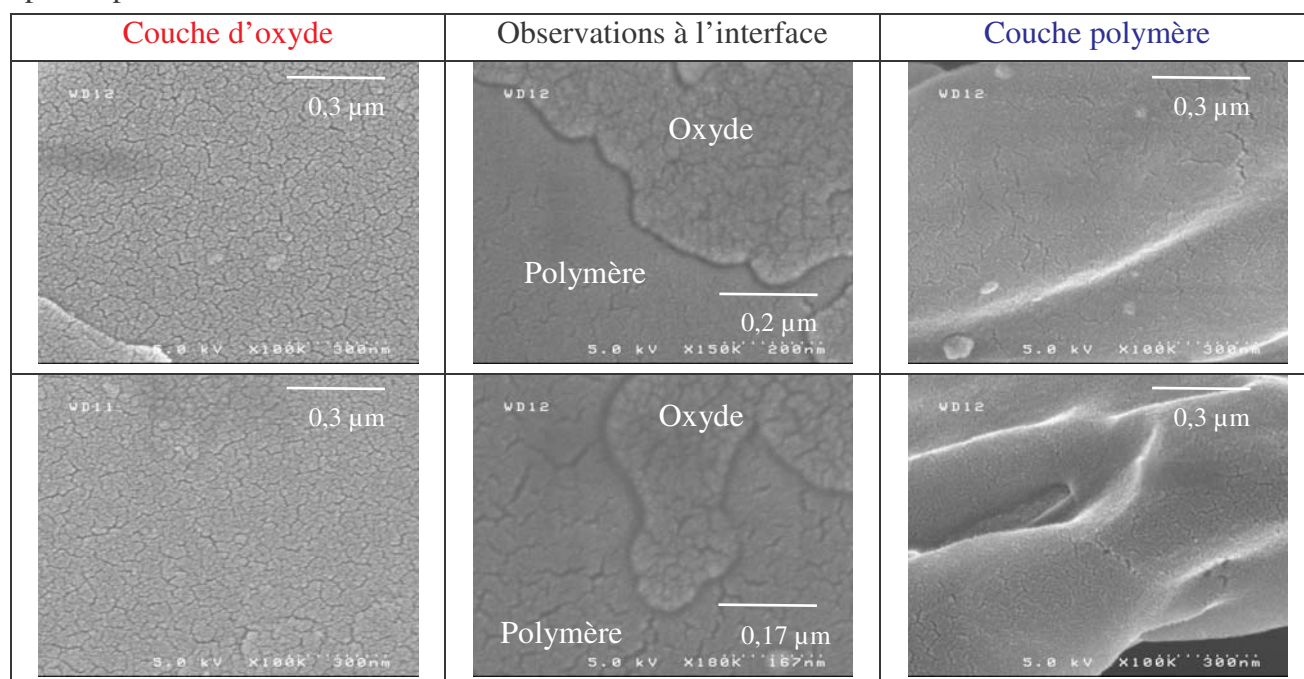 Couche d’oxyde
Observations à l’interface
Couche polymère
WD12
0,3 µm
5.0 kV X100K 300nm
WD12
Oxyde
Polymère
0,2 µm
5.0 kV X150K 200nm
WD12
0,3 µm
5.0 kV X100K 300nm
WD11
0,3 µm
5.0 kV X100K 300nm
WD12
Oxyde
Polymère
0,17 µm
5.0 kV X180K 167nm
WD12
0,3 µm
5.0 kV X100K 300nm